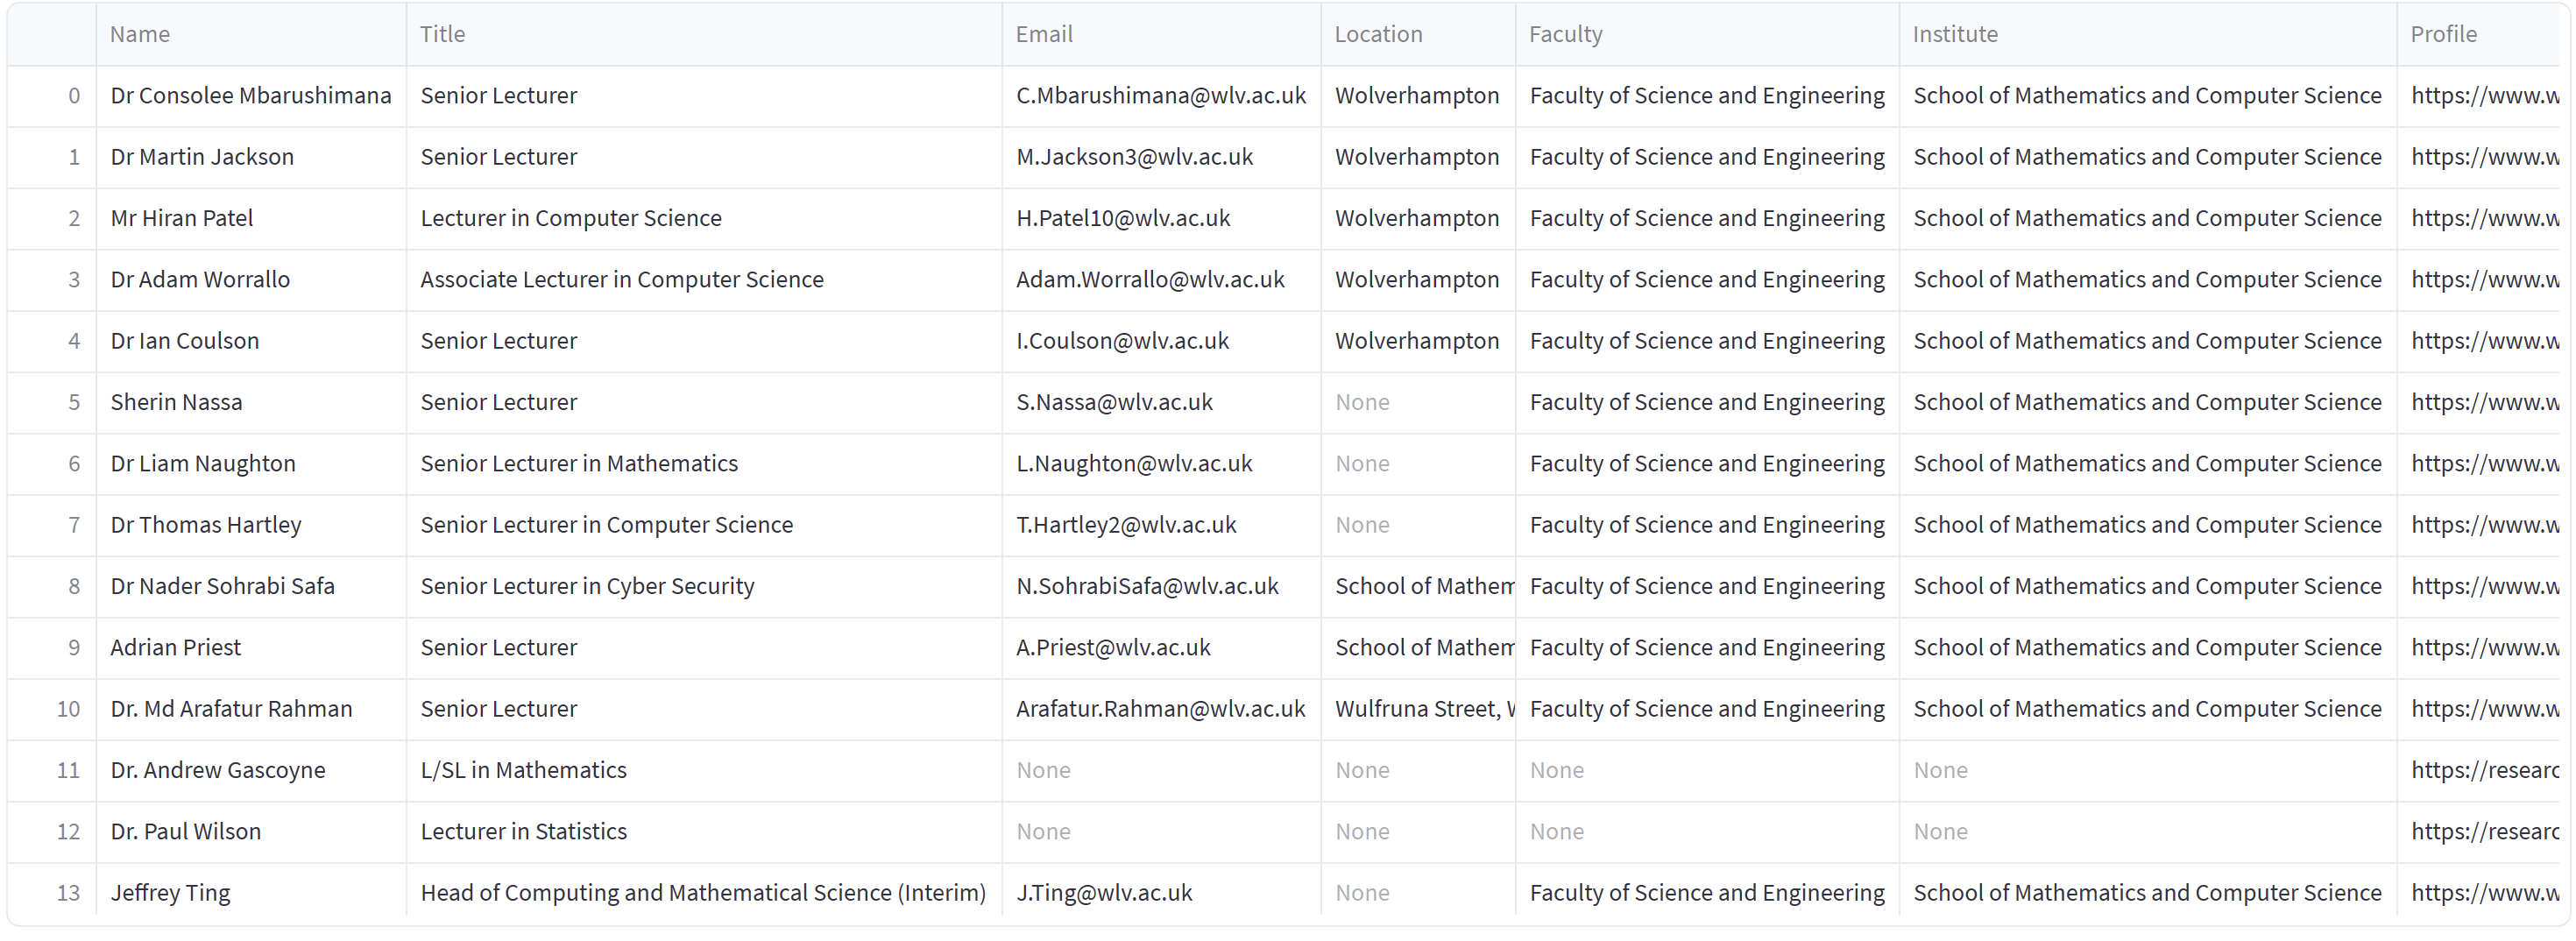 Name Title Email Location Faculty Institute Profile
0 Dr Consolee Mbarushimana Senior Lecturer C.Mbarushimana@wlv.ac.uk Wolverhampton Faculty of Science and Engineering School of Mathematics and Computer Science https://www.w
1 Dr Martin Jackson Senior Lecturer M.Jackson3@wlv.ac.uk Wolverhampton Faculty of Science and Engineering School of Mathematics and Computer Science https://www.w
2 Mr Hiran Patel Lecturer in Computer Science H.Patel10@wlv.ac.uk Wolverhampton Faculty of Science and Engineering School of Mathematics and Computer Science https://www.w
3 Dr Adam Worrallo Associate Lecturer in Computer Science Adam.Worrallo@wlv.ac.uk Wolverhampton Faculty of Science and Engineering School of Mathematics and Computer Science https://www.w
4 Dr Ian Coulson Senior Lecturer I.Coulson@wlv.ac.uk Wolverhampton Faculty of Science and Engineering School of Mathematics and Computer Science https://www.w
5 Sherin Nassa Senior Lecturer S.Nassa@wlv.ac.uk None Faculty of Science and Engineering School of Mathematics and Computer Science https://www.w
6 Dr Liam Naughton Senior Lecturer in Mathematics L.Naughton@wlv.ac.uk None Faculty of Science and Engineering School of Mathematics and Computer Science https://www.w
7 Dr Thomas Hartley Senior Lecturer in Computer Science T.Hartley2@wlv.ac.uk None Faculty of Science and Engineering School of Mathematics and Computer Science https://www.w
8 Dr Nader Sohrabi Safa Senior Lecturer in Cyber Security N.SohrabiSafa@wlv.ac.uk School of Mathem Faculty of Science and Engineering School of Mathematics and Computer Science https://www.w
9 Adrian Priest Senior Lecturer A.Priest@wlv.ac.uk School of Mathem Faculty of Science and Engineering School of Mathematics and Computer Science https://www.w
10 Dr. Md Arafatur Rahman Senior Lecturer Arafatur.Rahman@wlv.ac.uk Wulfruna Street, W Faculty of Science and Engineering School of Mathematics and Computer Science https://www.w
11 Dr. Andrew Gascoyne L/SL in Mathematics None None None None https://researc
12 Dr. Paul Wilson Lecturer in Statistics None None None None https://researc
13 Jeffrey Ting Head of Computing and Mathematical Science (Interim) J.Ting@wlv.ac.uk None Faculty of Science and Engineering School of Mathematics and Computer Science https://www.w